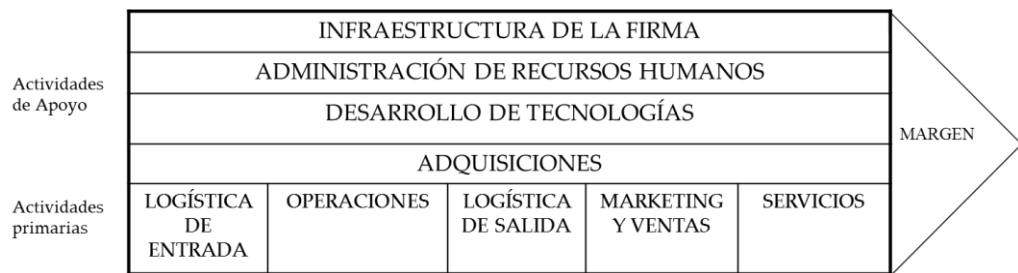 INFRAESTRUCTURA DE LA FIRMA
ADMINISTRACIÓN DE RECURSOS HUMANOS
Actividades
de Apoyo
DESARROLLO DE TECNOLOGÍAS
MARGEN
ADQUISICIONES
Actividades
primarias
LOGÍSTICA
DE
ENTRADA
OPERACIONES
LOGÍSTICA
DE SALIDA
MARKETING
Y VENTAS
SERVICIOS